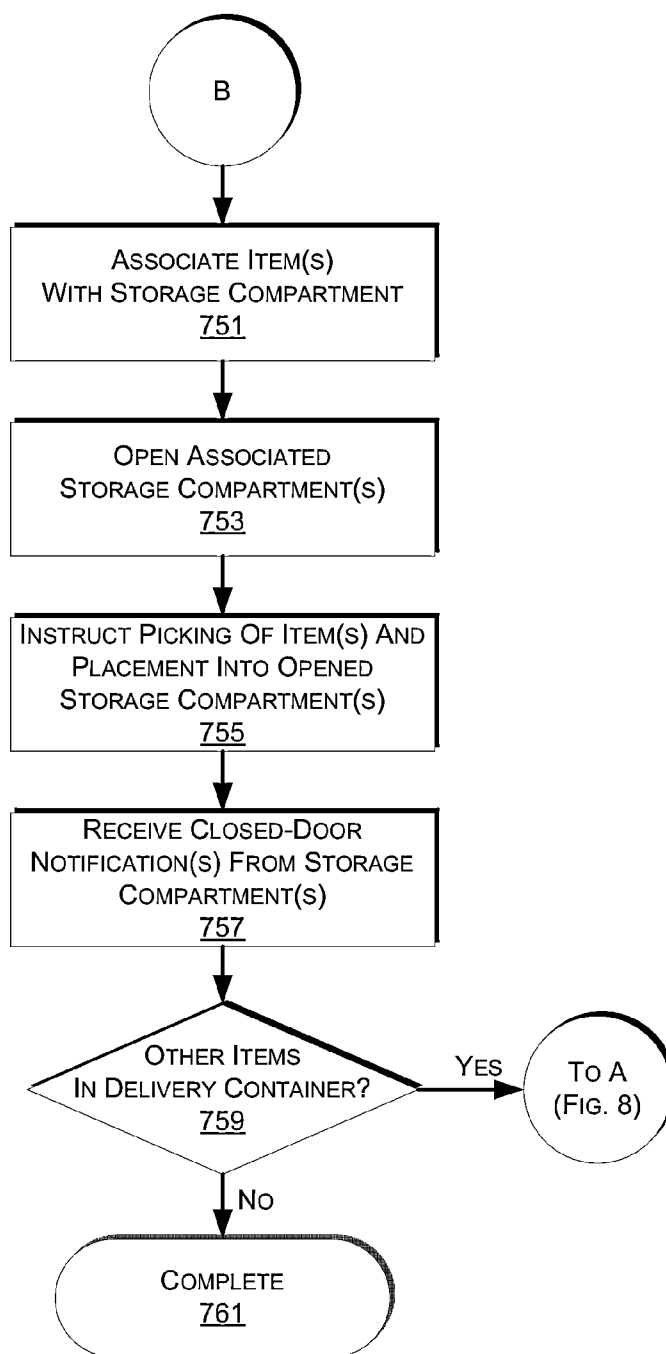 B
ASSOCIATE ITEM(S)
WITH STORAGE COMPARTMENT
751
OPEN ASSOCIATED
STORAGE COMPARTMENT(S)
753
INSTRUCT PICKING OF ITEM(S) AND
PLACEMENT INTO OPENED
STORAGE COMPARTMENT(S)
755
RECEIVE CLOSED-DOOR
NOTIFICATION(S) FROM STORAGE
COMPARTMENT(S)
757
OTHER ITEMS
IN DELIVERY CONTAINER?
759
YES
TO A
(FIG. 8)
NO
COMPLETE
761